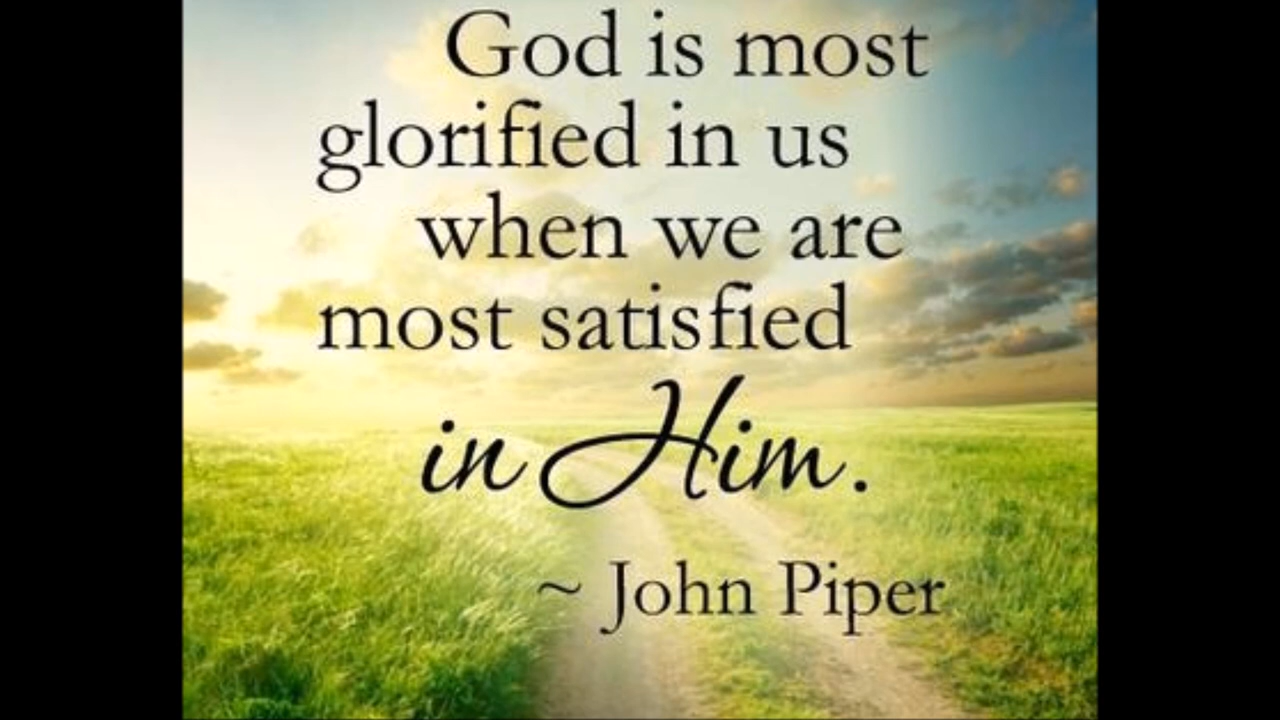 God is most
glorified in us
when we are
most satisfied
in Him.
~ John Piper